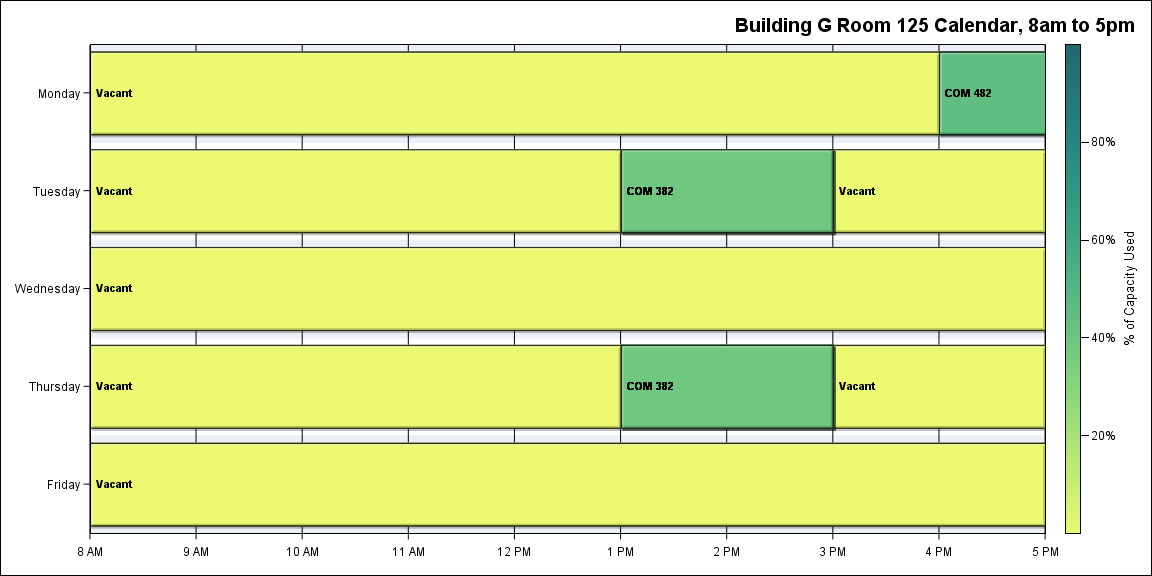 Building G Room 125 Calendar, 8am to 5pm
Monday
Vacant
COM 482
Tuesday
Vacant
COM 382
Vacant
Wednesday
Vacant
Thursday
Vacant
COM 382
Vacant
Friday
Vacant
8 AM
9 AM
10 AM
11 AM
12 PM
1 PM
2 PM
3 PM
4 PM
5 PM
80%
60%
40%
20%
% of Capacity Used